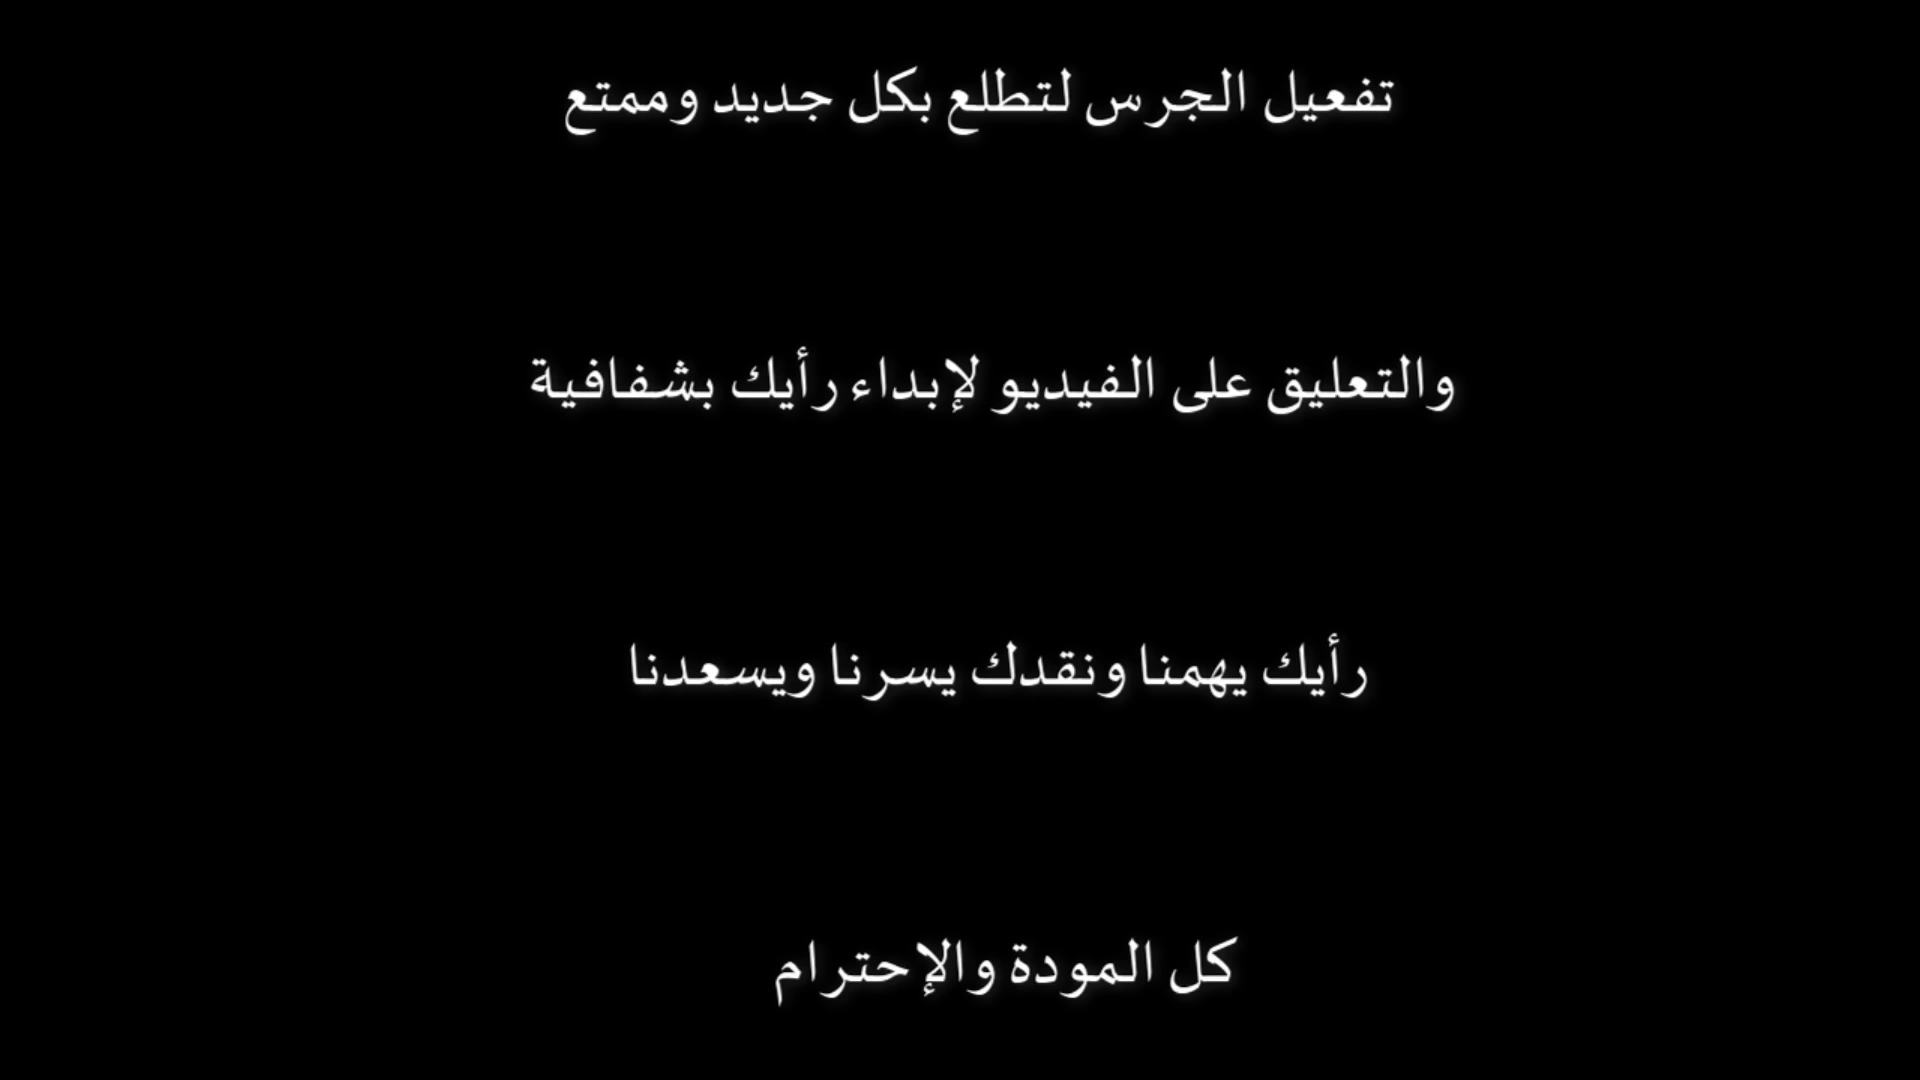 تفعيل الجرس لتطلع بكل جديد وممتع
والتعليق على الفيديو لإبداء رأيك بشفافية
رأيك يهمنا ونقدك يسرنا ويسعدنا
كل المودة والإحترام